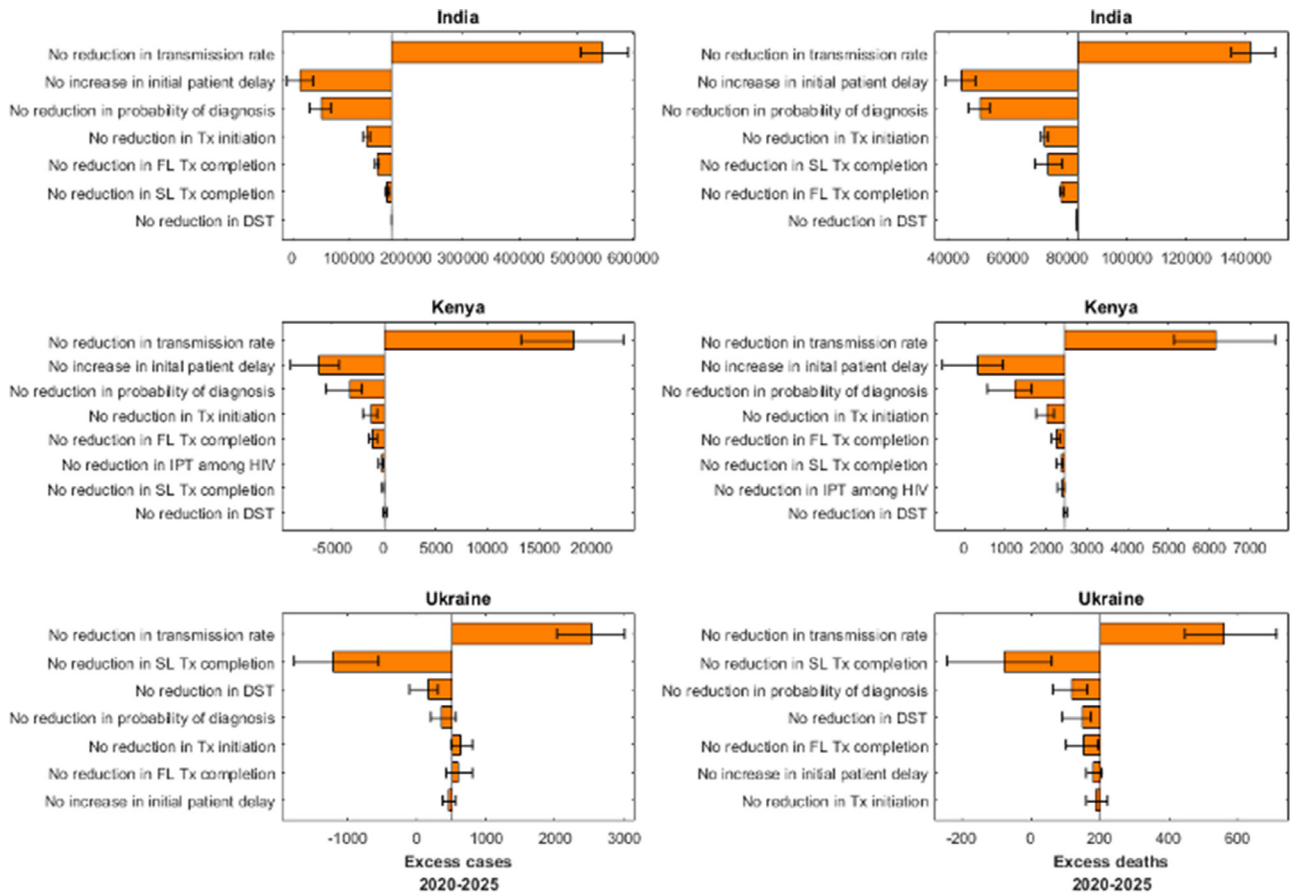 India
No reduction in transmission rate
No increase in initial patient delay
No reduction in probability of diagnosis
No reduction in Tx initiation
No reduction in FL Tx completion
No reduction in SL Tx completion
No reduction in DST
0 100000 200000 300000 400000 500000 600000
India
No reduction in transmission rate
No increase in initial patient delay
No reduction in probability of diagnosis
No reduction in Tx initiation
No reduction in SL Tx completion
No reduction in FL Tx completion
No reduction in DST
40000 60000 80000 100000 120000 140000
Kenya
No reduction in transmission rate
No increase in inital patient delay
No reduction in probability of diagnosis
No reduction in Tx initiation
No reduction in FL Tx completion
No reduction in IPT among HIV
No reduction in SL Tx completion
No reduction in DST
-5000 0 5000 10000 15000 20000
Kenya
No reduction in transmission rate
No increase in inital patient delay
No reduction in probability of diagnosis
No reduction in Tx initiation
No reduction in FL Tx completion
No reduction in SL Tx completion
No reduction in IPT among HIV
No reduction in DST
0 1000 2000 3000 4000 5000 6000 7000
Ukraine
No reduction in transmission rate
No reduction in SL Tx completion
No reduction in DST
No reduction in probability of diagnosis
No reduction in Tx initiation
No reduction in FL Tx completion
No increase in initial patient delay
-1000 0 1000 2000 3000
Excess cases
2020-2025
Ukraine
No reduction in transmission rate
No reduction in SL Tx completion
No reduction in probability of diagnosis
No reduction in DST
No reduction in FL Tx completion
No increase in initial patient delay
No reduction in Tx initiation
-200 0 200 400 600
Excess deaths
2020-2025